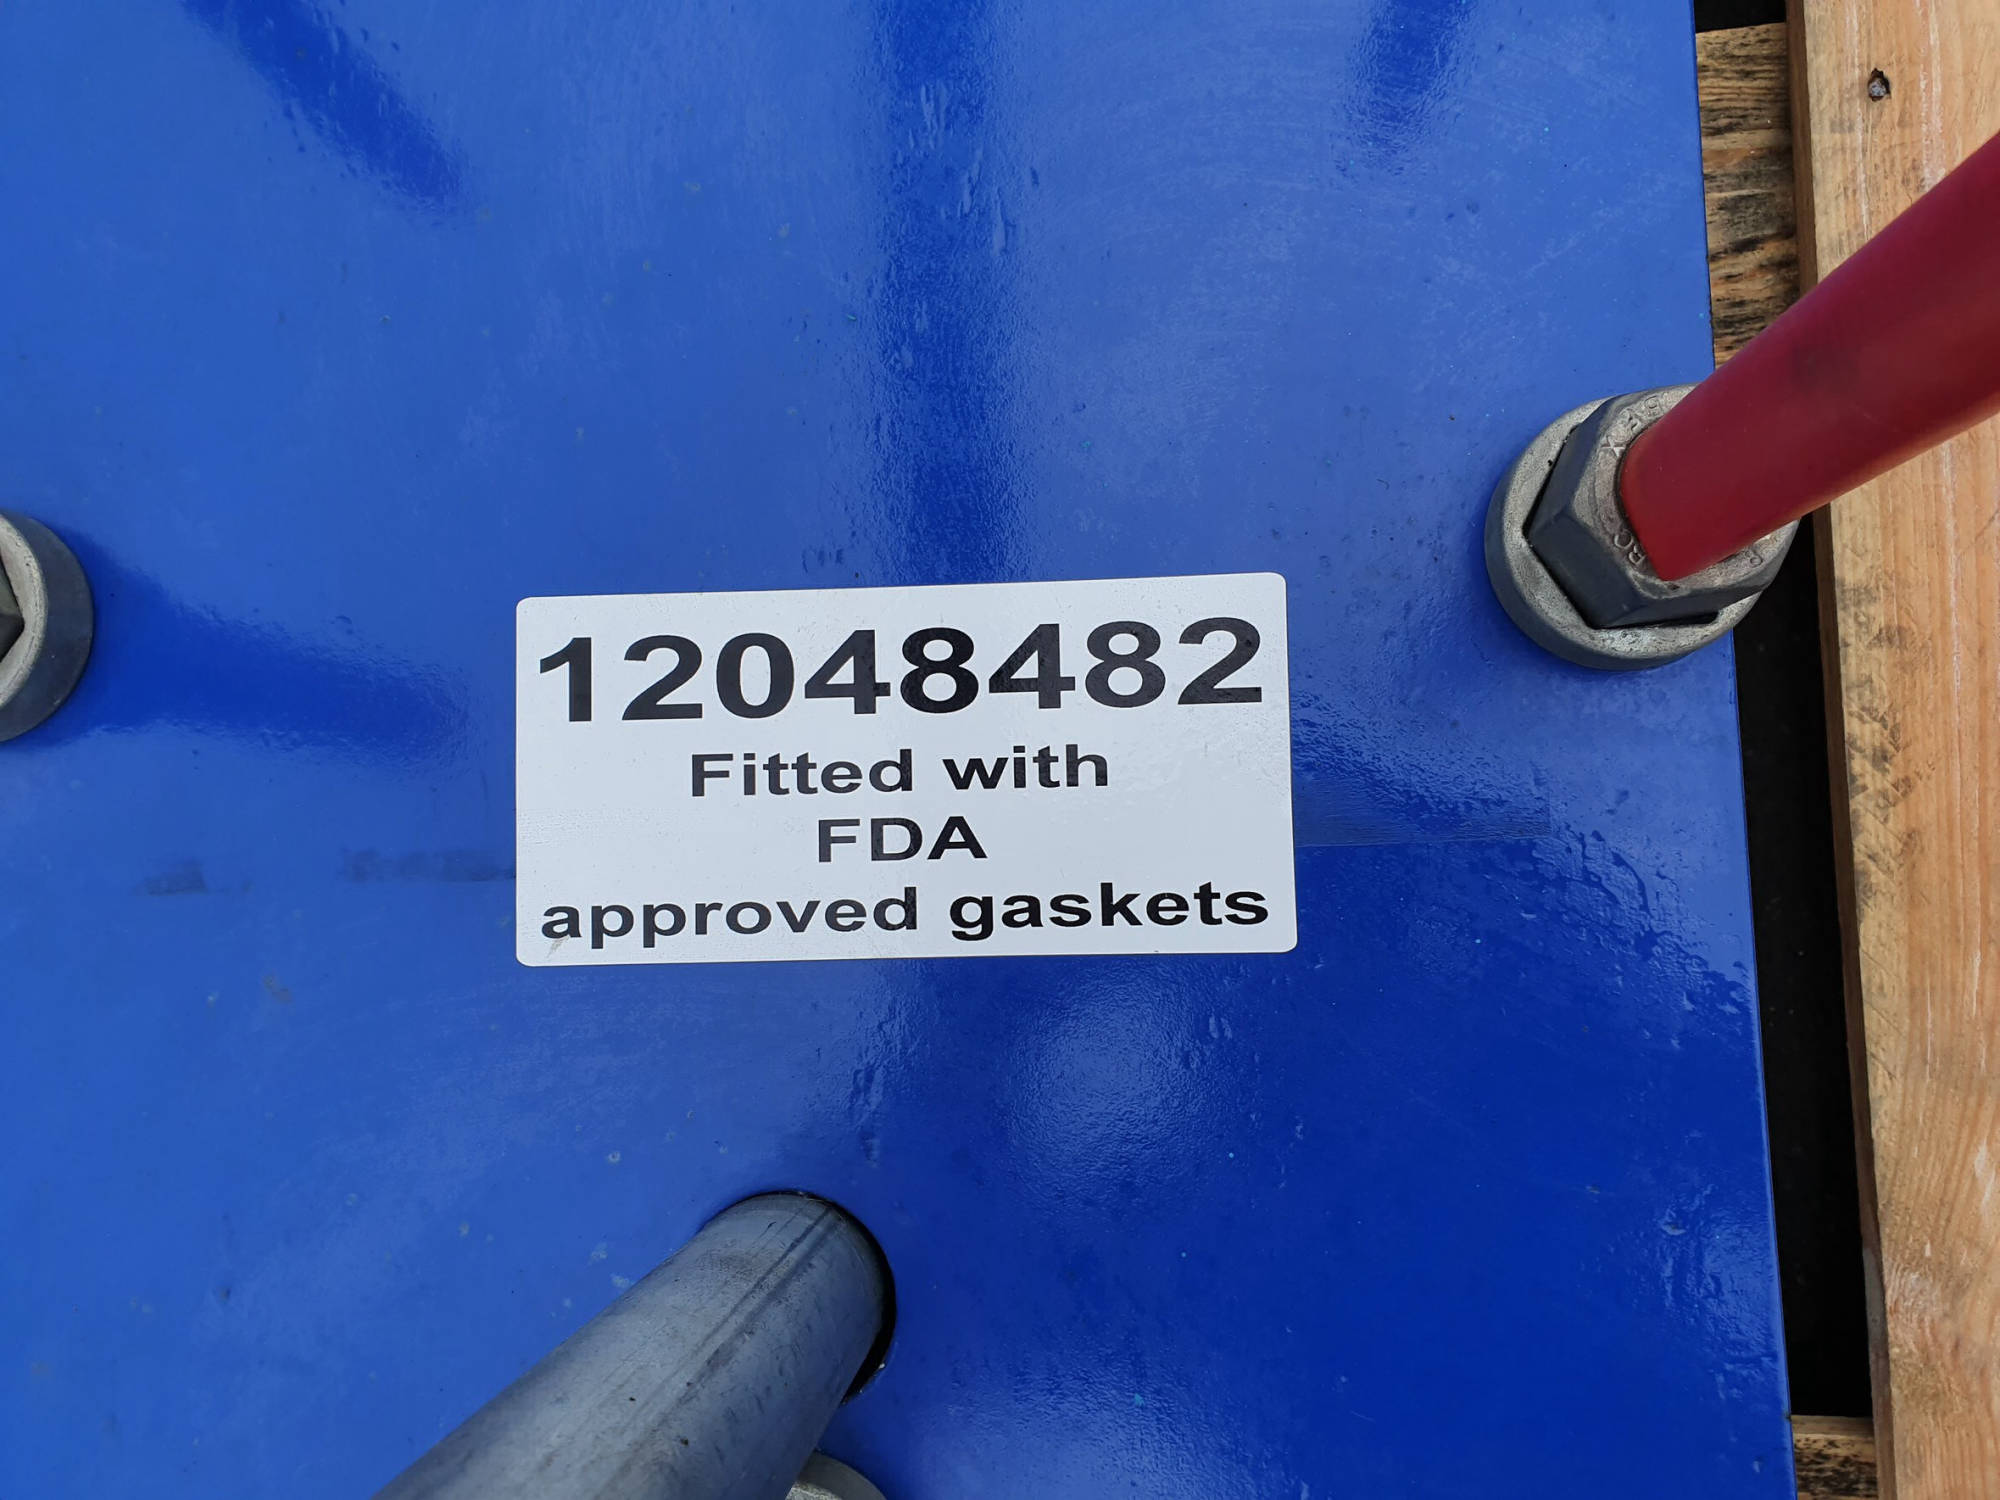 12048482
Fitted with
FDA
approved gaskets